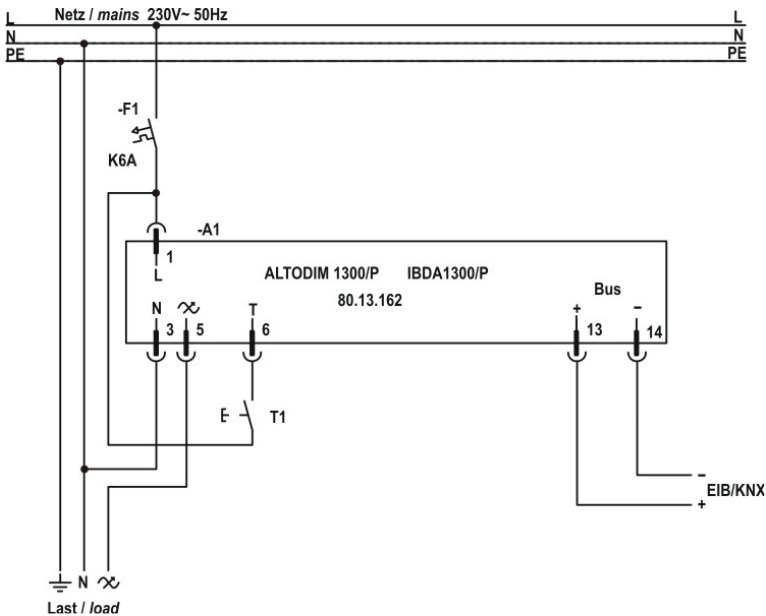 Netz / mains 230V~ 50Hz
L L
N N
PE PE
-F1
K6A
-A1
1
L
ALTODIM 1300/P IBDA1300/P
80.13.162
Bus
N T + −
3 5 6 13 14
T1
−
EIB/KNX
+
N
Last / load